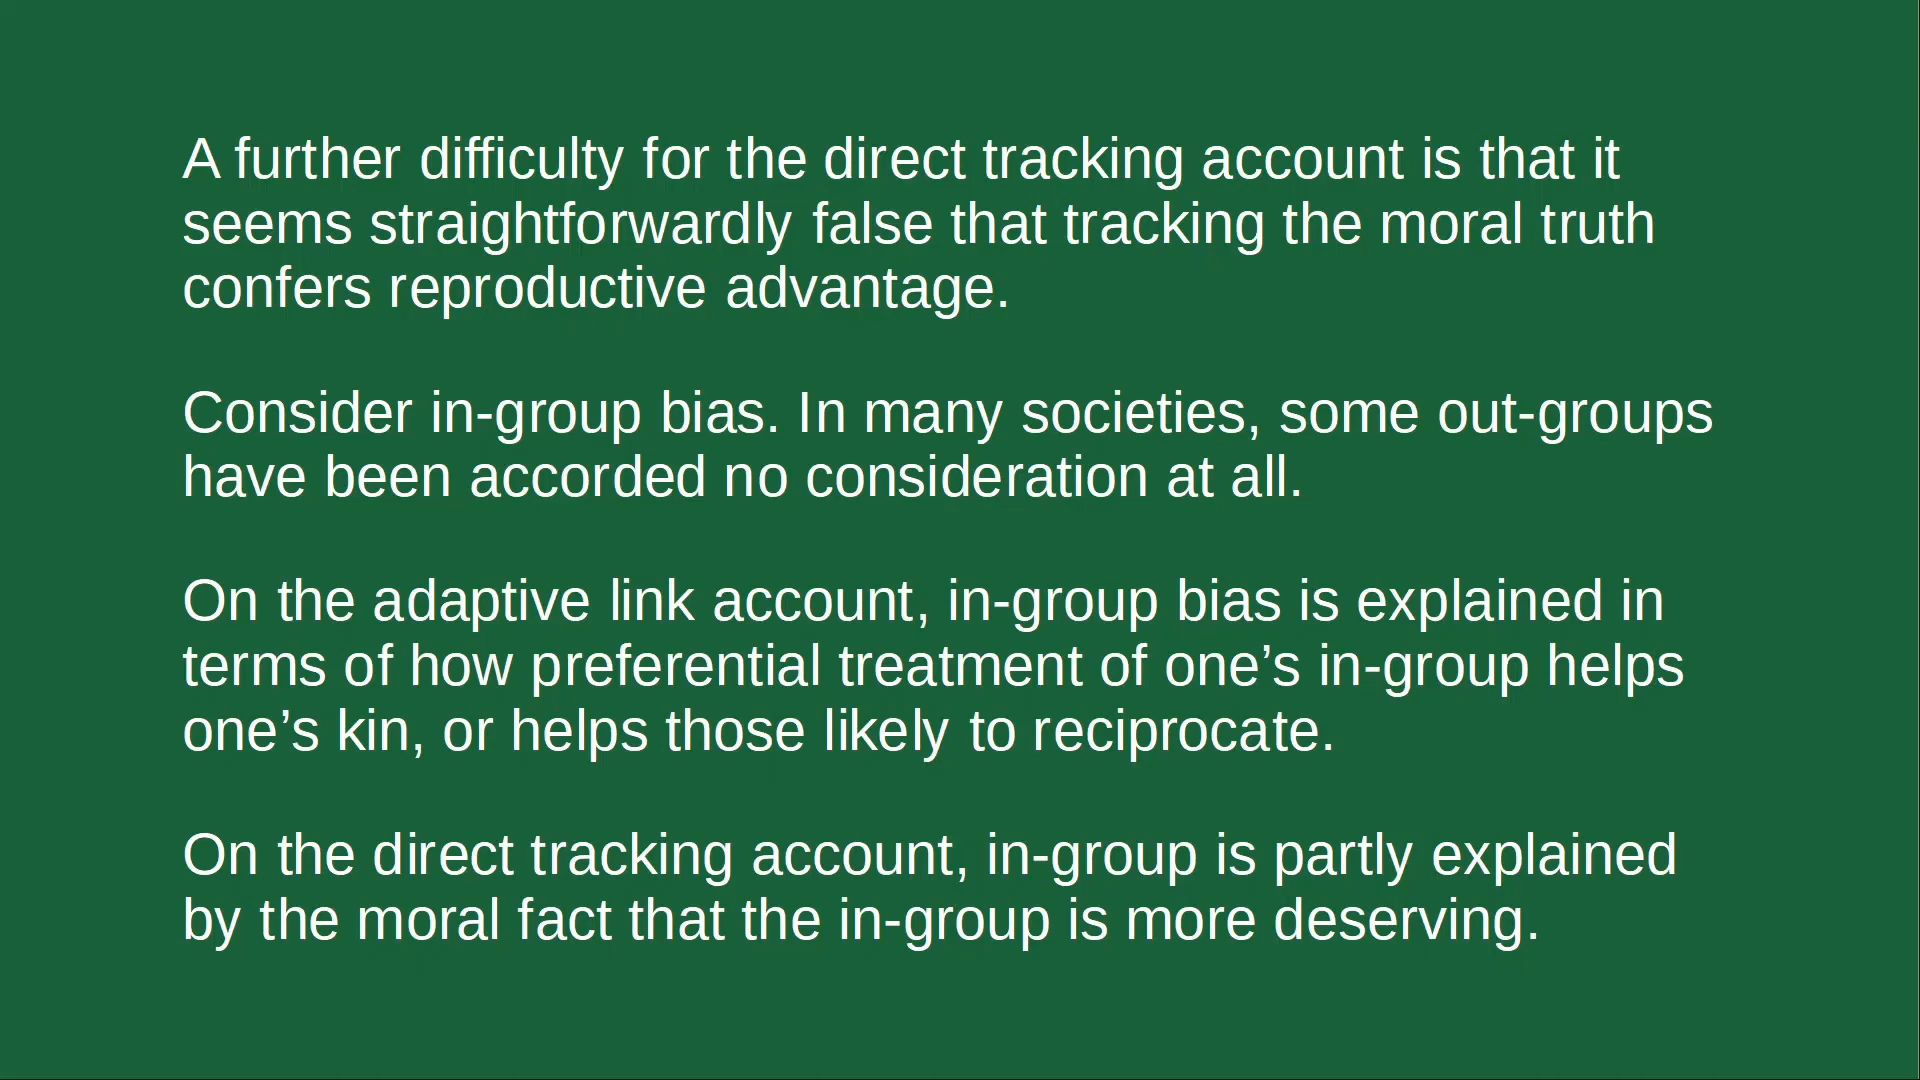 A further difficulty for the direct tracking account is that it
seems straightforwardly false that tracking the moral truth
confers reproductive advantage.
Consider in-group bias. In many societies, some out-groups
have been accorded no consideration at all.
On the adaptive link account, in-group bias is explained in
terms of how preferential treatment of one’s in-group helps
one’s kin, or helps those likely to reciprocate.
On the direct tracking account, in-group is partly explained
by the moral fact that the in-group is more deserving.